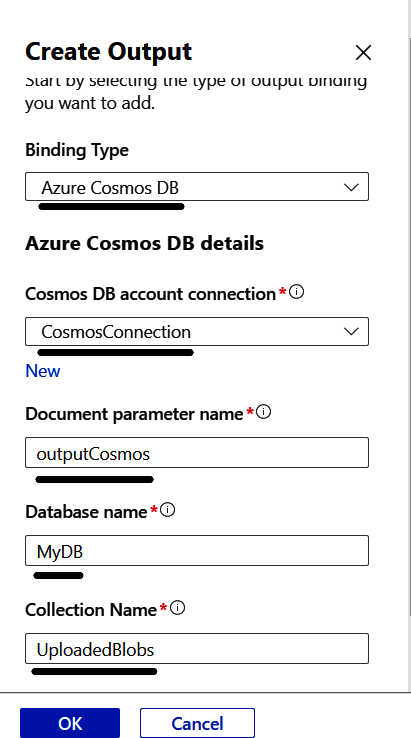 Create Output
Start by selecting the type of output binding
you want to add.
Binding Type
Azure Cosmos DB
Azure Cosmos DB details
Cosmos DB account connection *
CosmosConnection
New
Document parameter name *
outputCosmos
Database name *
MyDB
Collection Name *
UploadedBlobs
OK
Cancel